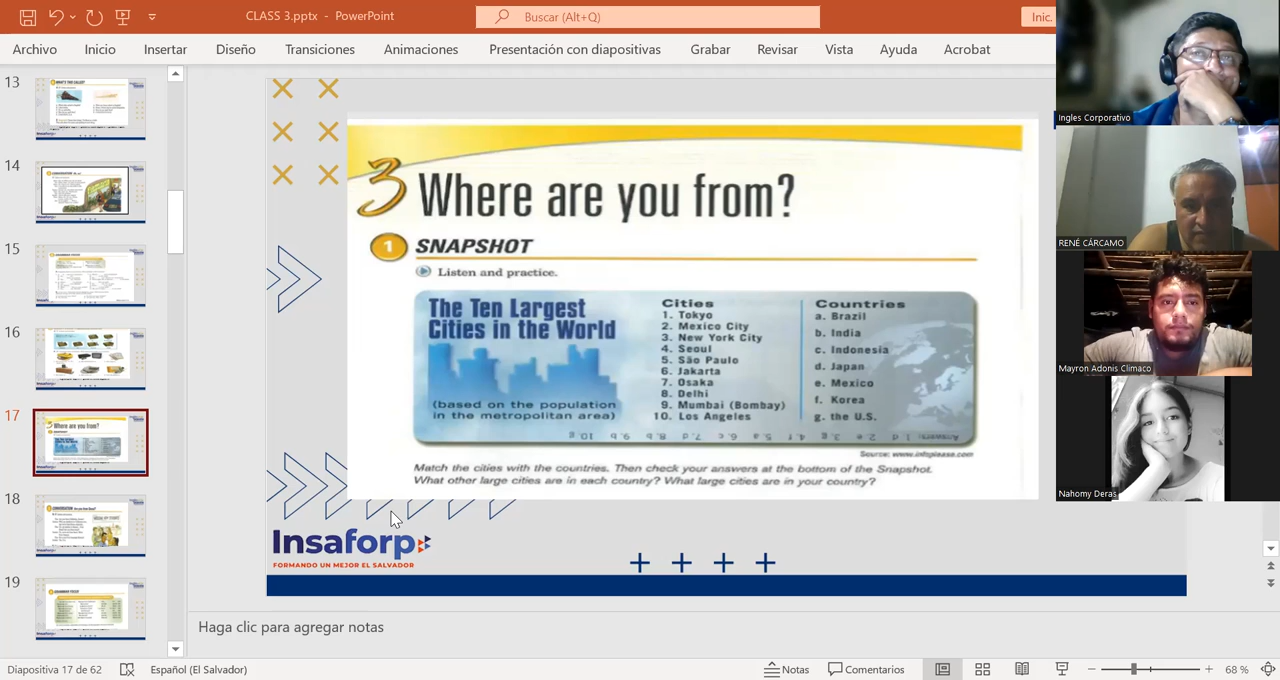 CLASS 3.pptx - PowerPoint
Buscar (Alt+Q)
Inic.
Archivo
Inicio
Insertar
Diseño
Transiciones
Animaciones
Presentación con diapositivas
Grabar
Revisar
Vista
Ayuda
Acrobat
13
14
15
16
17
18
19
3 Where are you from?
1 SNAPSHOT
Listen and practice.
The Ten Largest
Cities in the World
(based on the population
in the metropolitan area)
Cities
1. Tokyo
2. Mexico City
3. New York City
4. Seoul
5. São Paulo
6. Jakarta
7. Osaka
8. Delhi
9. Mumbai (Bombay)
10. Los Angeles
Countries
a. Brazil
b. India
c. Indonesia
d. Japan
e. Mexico
f. Korea
g. the U.S.
Source: www.infoplease.com
Match the cities with the countries. Then check your answers at the bottom of the Snapshot.
What other large cities are in each country? What large cities are in your country?
Insaforp
FORMANDO UN MEJOR EL SALVADOR
Ingles Corporativo
RENÉ CÁRCAMO
Mayron Adonis Climaco
Nahomy Deras
Haga clic para agregar notas
Diapositiva 17 de 62
Español (El Salvador)
Notas
Comentarios
68 %